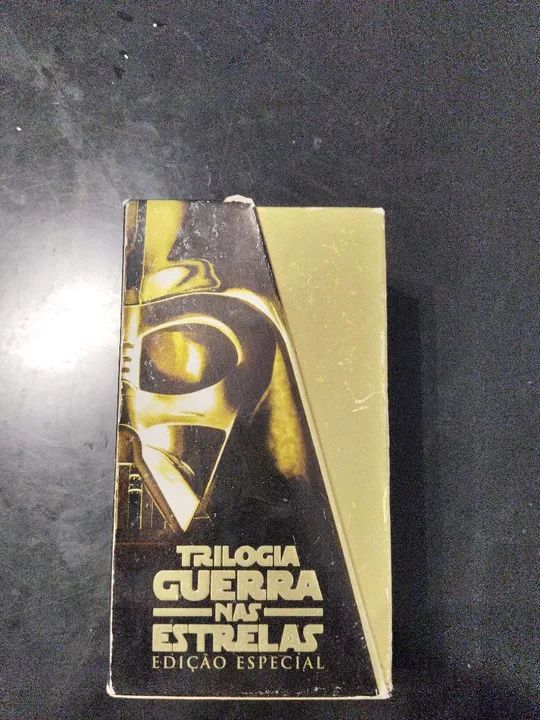 TRILOGIA
GUERRA
NAS
ESTRELAS
EDIÇÃO ESPECIAL